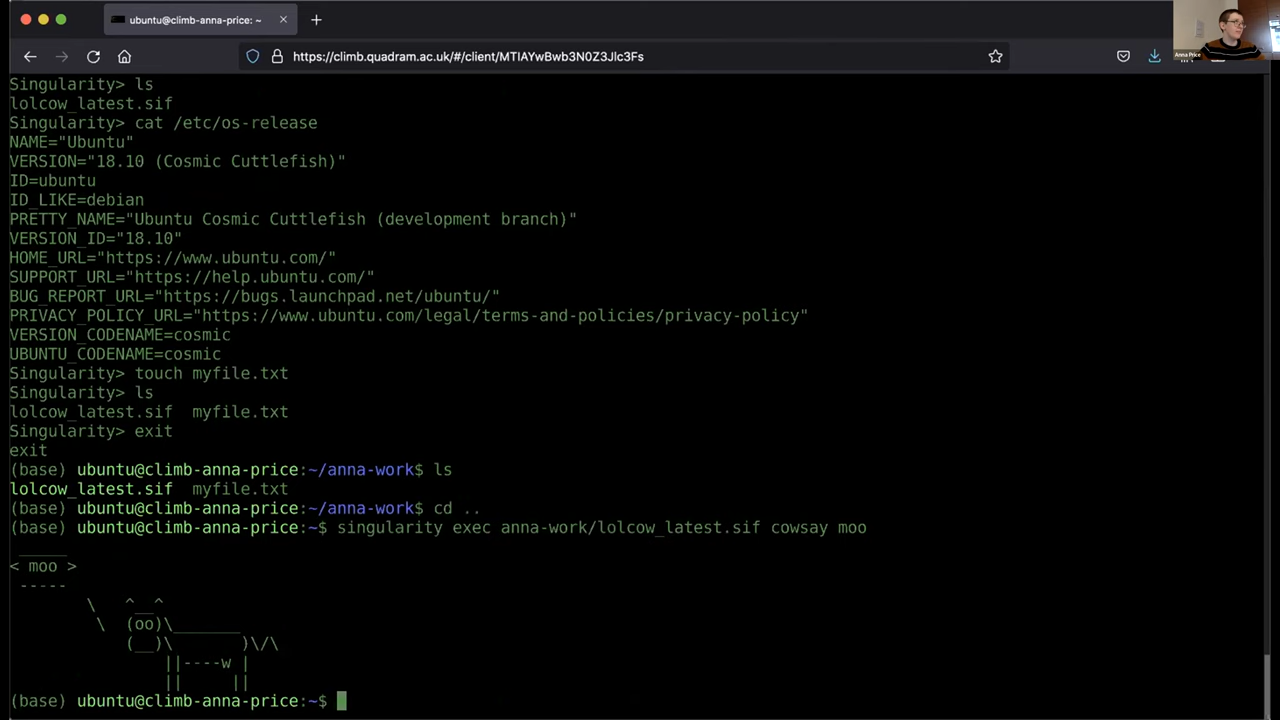 ubuntu@climb-anna-price: ~
https://climb.quadram.ac.uk/#/client/MTIAYwBwb3N0Z3Jlc3Fs
Anna Price
Singularity> ls
lolcow_latest.sif
Singularity> cat /etc/os-release
NAME="Ubuntu"
VERSION="18.10 (Cosmic Cuttlefish)"
ID=ubuntu
ID_LIKE=debian
PRETTY_NAME="Ubuntu Cosmic Cuttlefish (development branch)"
VERSION_ID="18.10"
HOME_URL="https://www.ubuntu.com/"
SUPPORT_URL="https://help.ubuntu.com/"
BUG_REPORT_URL="https://bugs.launchpad.net/ubuntu/"
PRIVACY_POLICY_URL="https://www.ubuntu.com/legal/terms-and-policies/privacy-policy"
VERSION_CODENAME=cosmic
UBUNTU_CODENAME=cosmic
Singularity> touch myfile.txt
Singularity> ls
lolcow_latest.sif  myfile.txt
Singularity> exit
exit
(base) ubuntu@climb-anna-price:~/anna-work$ ls
lolcow_latest.sif  myfile.txt
(base) ubuntu@climb-anna-price:~/anna-work$ cd ..
(base) ubuntu@climb-anna-price:~$ singularity exec anna-work/lolcow_latest.sif cowsay moo
 _____
< moo >
 -----
        \   ^__^
         \  (oo)\_______
            (__)\       )\/\
                ||----w |
                ||     ||
(base) ubuntu@climb-anna-price:~$